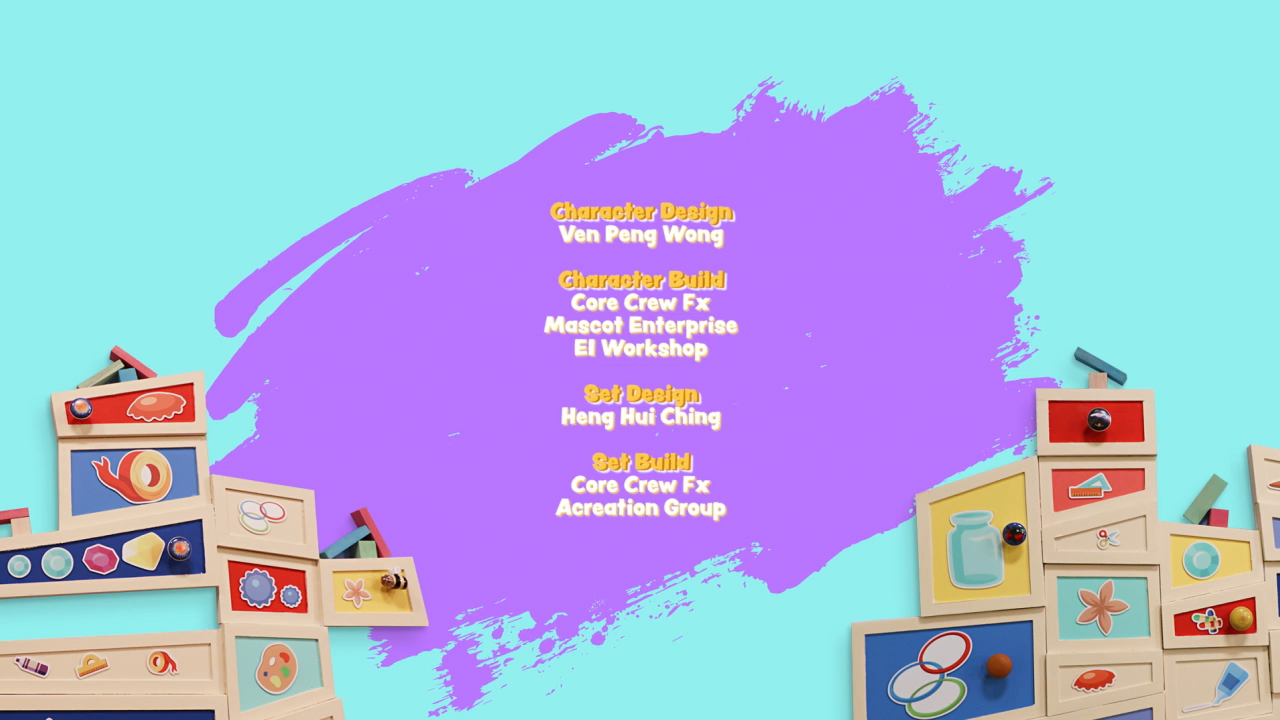 Character Design
Ven Peng Wong
Character Build
Core Crew Fx
Mascot Enterprise
EI Workshop
Set Design
Heng Hui Ching
Set Build
Core Crew Fx
Acreation Group